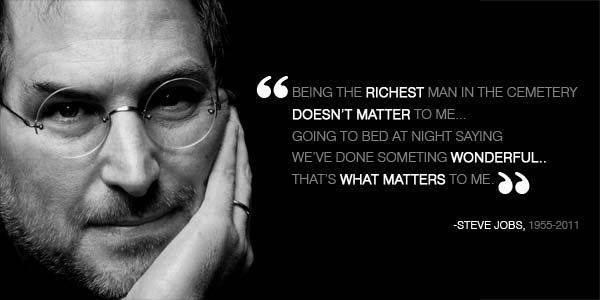 “ BEING THE RICHEST MAN IN THE CEMETERY
DOESN'T MATTER TO ME...
GOING TO BED AT NIGHT SAYING
WE'VE DONE SOMETING WONDERFUL..
THAT'S WHAT MATTERS TO ME. ”
-STEVE JOBS, 1955-2011